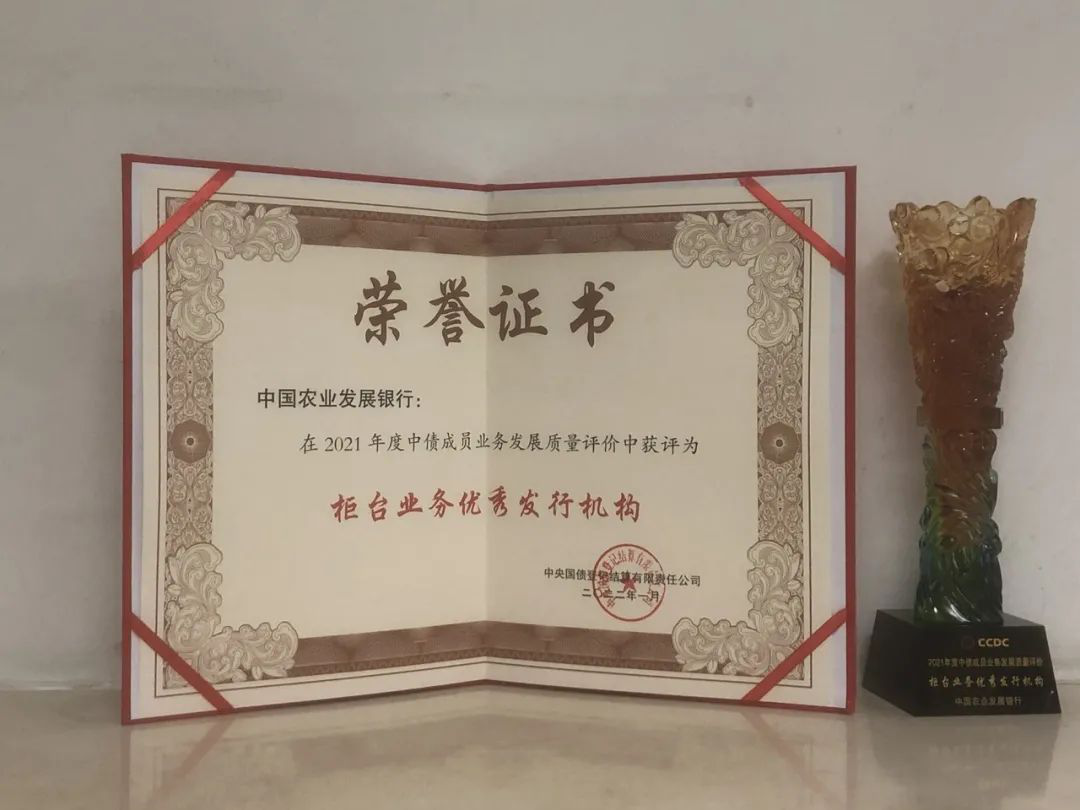 荣誉证书
中国农业发展银行：
在2021年度中债成员业务发展质量评价中获评为
柜台业务优秀发行机构
中央国债登记结算有限责任公司
二〇二二年一月
CCDC
2021年度中债成员业务发展质量评价
柜台业务优秀发行机构
中国农业发展银行